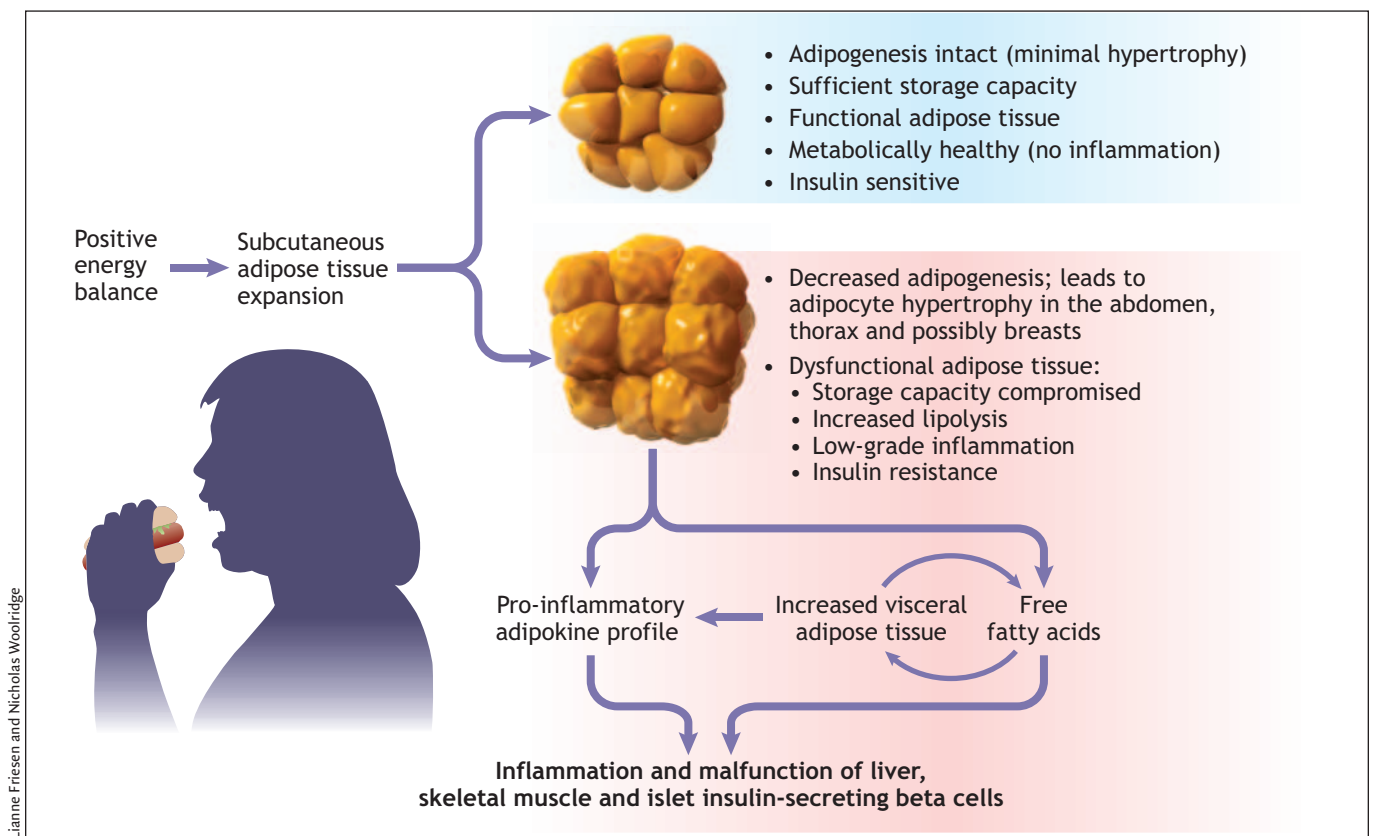 • Adipogenesis intact (minimal hypertrophy)
• Sufficient storage capacity
• Functional adipose tissue
• Metabolically healthy (no inflammation)
• Insulin sensitive
Positive
energy
balance
Subcutaneous
adipose tissue
expansion
• Decreased adipogenesis; leads to
adipocyte hypertrophy in the abdomen,
thorax and possibly breasts
• Dysfunctional adipose tissue:
• Storage capacity compromised
• Increased lipolysis
• Low-grade inflammation
• Insulin resistance
Pro-inflammatory
adipokine profile
Increased visceral
adipose tissue
Free
fatty acids
Inflammation and malfunction of liver,
skeletal muscle and islet insulin-secreting beta cells
Lianne Friesen and Nicholas Woolridge